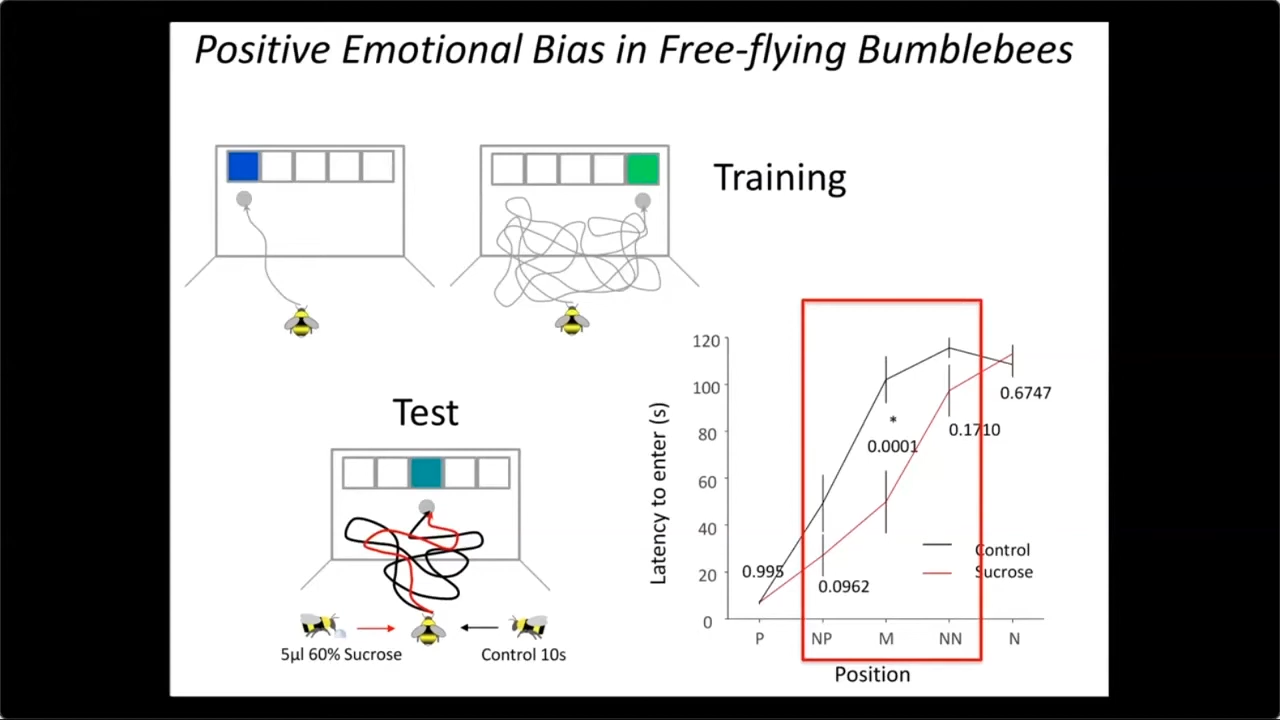 Positive Emotional Bias in Free-flying Bumblebees
Training
Test
5µl 60% Sucrose
Control 10s
Latency to enter (s)
120
100
80
60
40
20
0
0.995
0.0962
*
0.0001
0.1710
0.6747
Control
Sucrose
P NP M NN N
Position